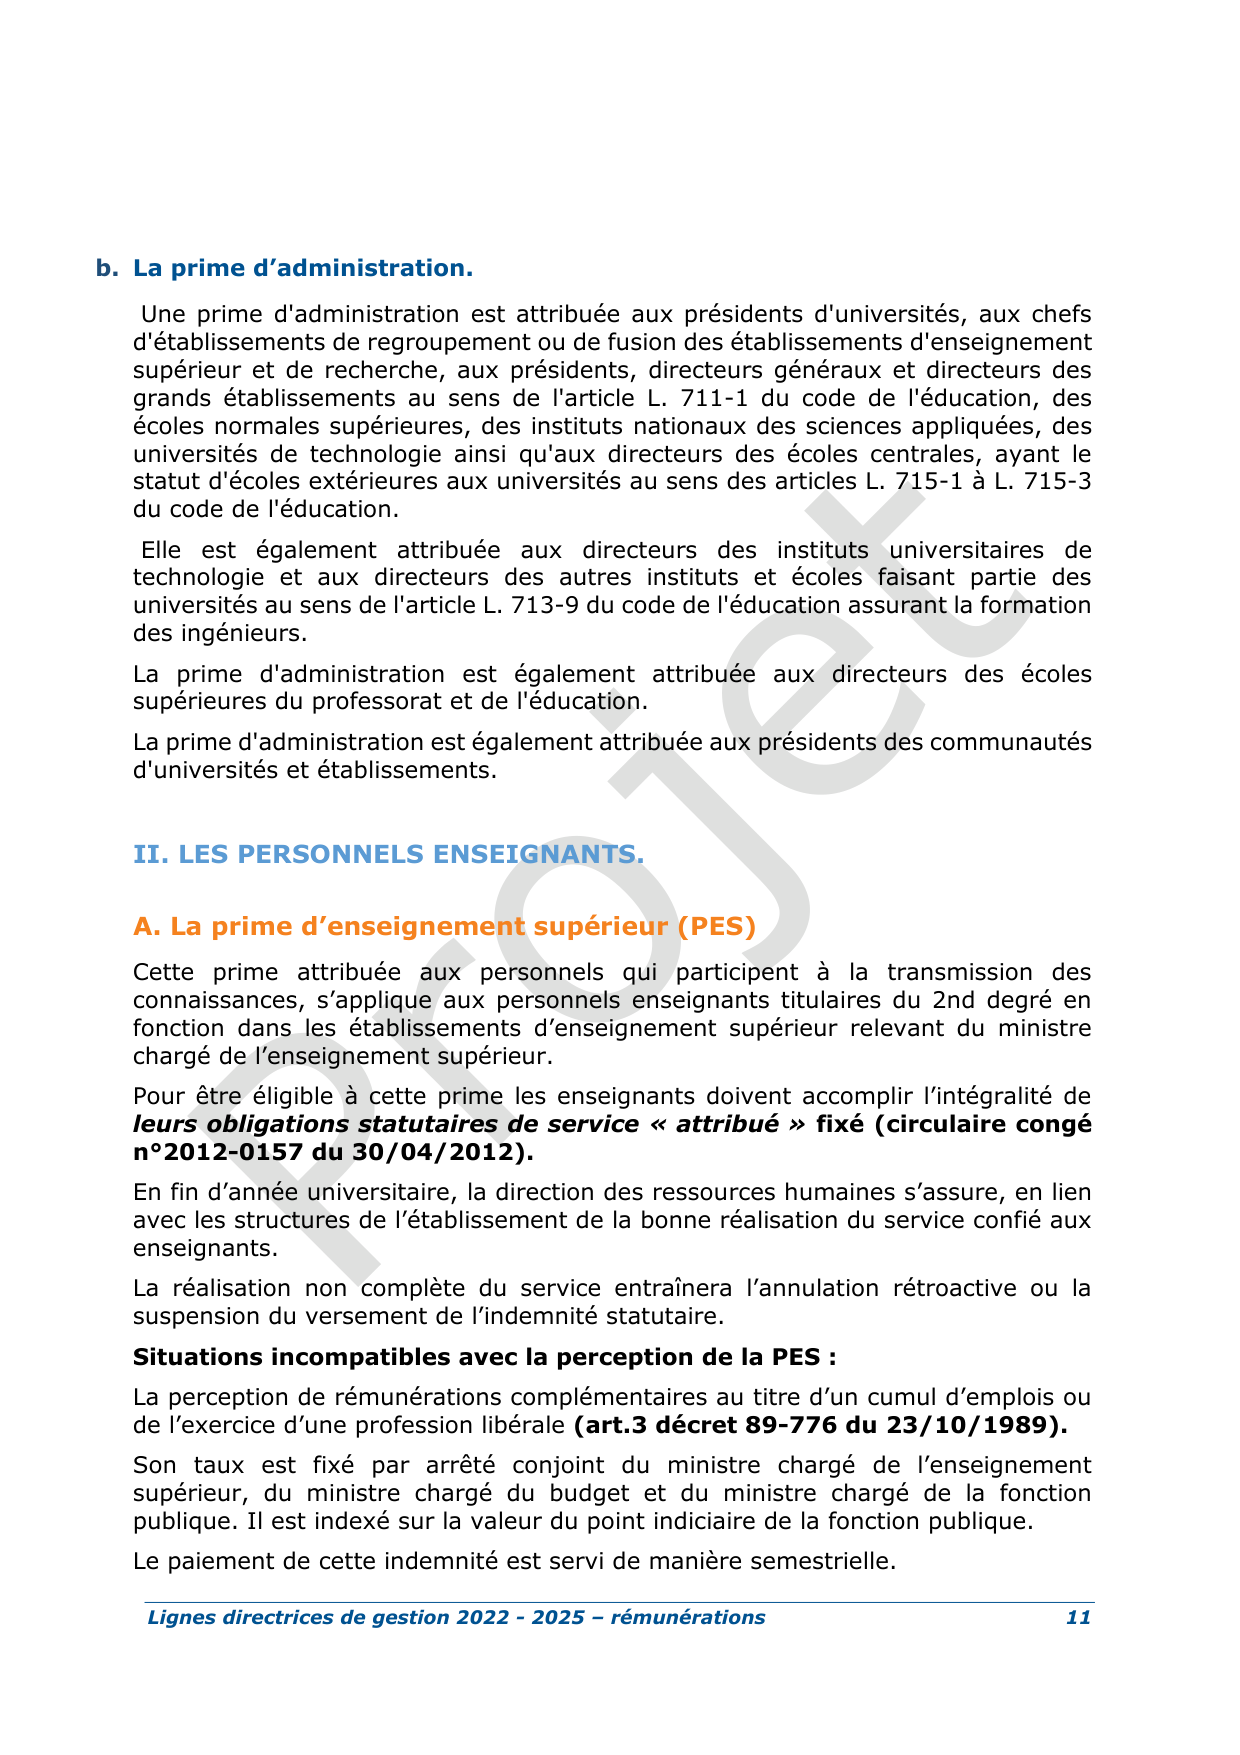 b. La prime d’administration.
Une prime d'administration est attribuée aux présidents d'universités, aux chefs
d'établissements de regroupement ou de fusion des établissements d'enseignement
supérieur et de recherche, aux présidents, directeurs généraux et directeurs des
grands établissements au sens de l'article L. 711-1 du code de l'éducation, des
écoles normales supérieures, des instituts nationaux des sciences appliquées, des
universités de technologie ainsi qu'aux directeurs des écoles centrales, ayant le
statut d'écoles extérieures aux universités au sens des articles L. 715-1 à L. 715-3
du code de l'éducation.
Elle est également attribuée aux directeurs des instituts universitaires de
technologie et aux directeurs des autres instituts et écoles faisant partie des
universités au sens de l'article L. 713-9 du code de l'éducation assurant la formation
des ingénieurs.
La prime d'administration est également attribuée aux directeurs des écoles
supérieures du professorat et de l'éducation.
La prime d'administration est également attribuée aux présidents des communautés
d'universités et établissements.
II. LES PERSONNELS ENSEIGNANTS.
A. La prime d’enseignement supérieur (PES)
Cette prime attribuée aux personnels qui participent à la transmission des
connaissances, s’applique aux personnels enseignants titulaires du 2nd degré en
fonction dans les établissements d’enseignement supérieur relevant du ministre
chargé de l’enseignement supérieur.
Pour être éligible à cette prime les enseignants doivent accomplir l’intégralité de
leurs obligations statutaires de service « attribué » fixé (circulaire congé
n°2012-0157 du 30/04/2012).
En fin d’année universitaire, la direction des ressources humaines s’assure, en lien
avec les structures de l’établissement de la bonne réalisation du service confié aux
enseignants.
La réalisation non complète du service entraînera l’annulation rétroactive ou la
suspension du versement de l’indemnité statutaire.
Situations incompatibles avec la perception de la PES :
La perception de rémunérations complémentaires au titre d’un cumul d’emplois ou
de l’exercice d’une profession libérale (art.3 décret 89-776 du 23/10/1989).
Son taux est fixé par arrêté conjoint du ministre chargé de l’enseignement
supérieur, du ministre chargé du budget et du ministre chargé de la fonction
publique. Il est indexé sur la valeur du point indiciaire de la fonction publique.
Le paiement de cette indemnité est servi de manière semestrielle.
Lignes directrices de gestion 2022 - 2025 – rémunérations 11
Projet